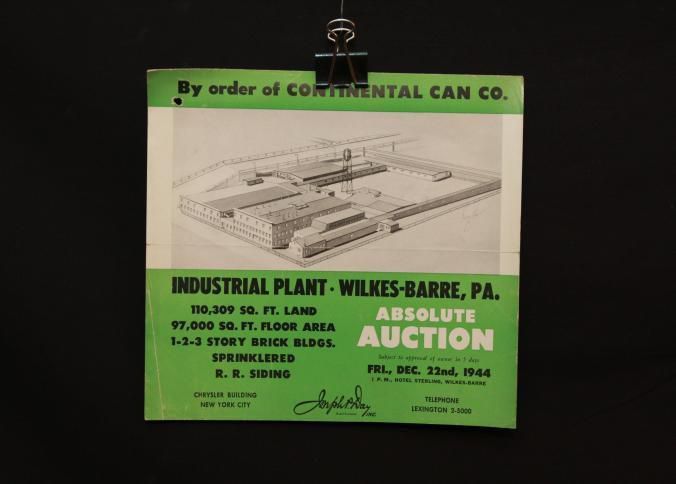 By order of CONTINENTAL CAN CO.
INDUSTRIAL PLANT · WILKES-BARRE, PA.
110,309 SQ. FT. LAND
97,000 SQ. FT. FLOOR AREA
1-2-3 STORY BRICK BLDGS.
SPRINKLERED
R. R. SIDING
ABSOLUTE
AUCTION
Subject to approval of owner in 5 days
FRI., DEC. 22nd, 1944
1 P. M., HOTEL STERLING, WILKES-BARRE
CHRYSLER BUILDING
NEW YORK CITY
Joseph P. Day
INC.
TELEPHONE
LEXINGTON 2-5000